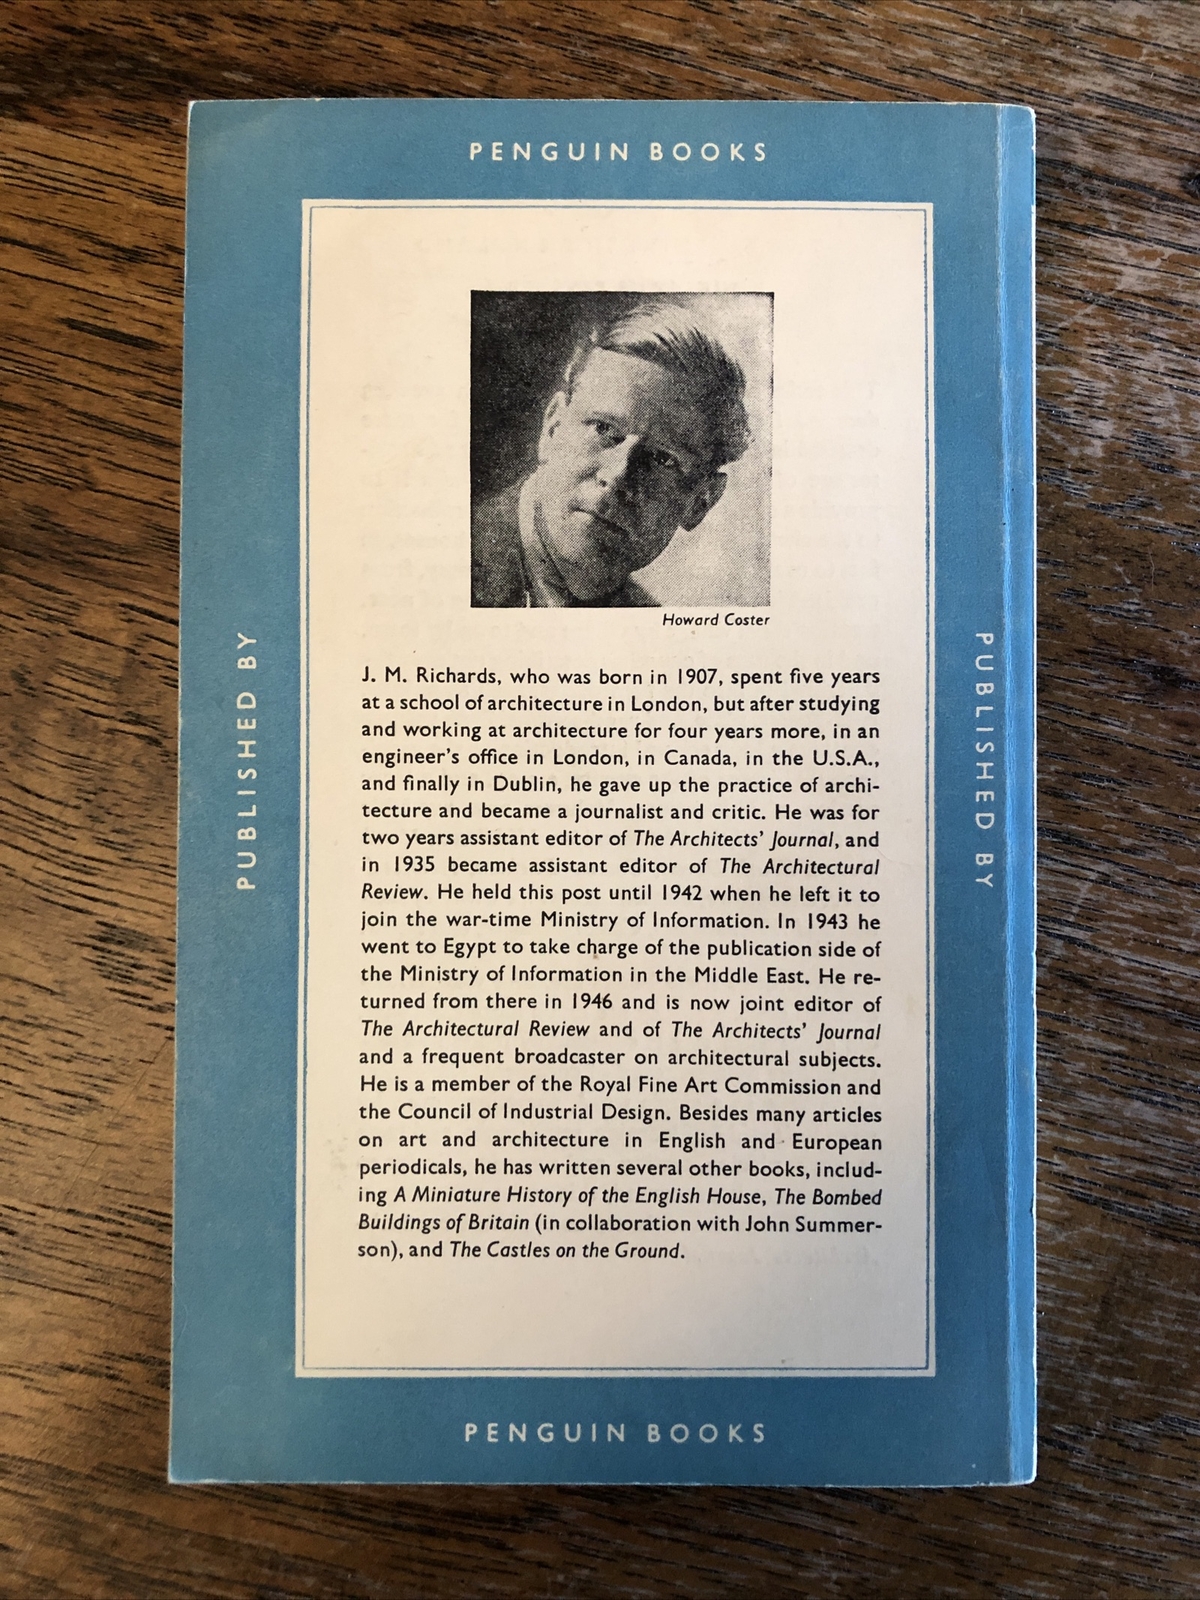 PENGUIN BOOKS
PUBLISHED BY
Howard Coster
J. M. Richards, who was born in 1907, spent five years
at a school of architecture in London, but after studying
and working at architecture for four years more, in an
engineer's office in London, in Canada, in the U.S.A.,
and finally in Dublin, he gave up the practice of archi-
tecture and became a journalist and critic. He was for
two years assistant editor of The Architects' Journal, and
in 1935 became assistant editor of The Architectural
Review. He held this post until 1942 when he left it to
join the war-time Ministry of Information. In 1943 he
went to Egypt to take charge of the publication side of
the Ministry of Information in the Middle East. He re-
turned from there in 1946 and is now joint editor of
The Architectural Review and of The Architects' Journal
and a frequent broadcaster on architectural subjects.
He is a member of the Royal Fine Art Commission and
the Council of Industrial Design. Besides many articles
on art and architecture in English and European
periodicals, he has written several other books, includ-
ing A Miniature History of the English House, The Bombed
Buildings of Britain (in collaboration with John Summer-
son), and The Castles on the Ground.
PUBLISHED BY
PENGUIN BOOKS